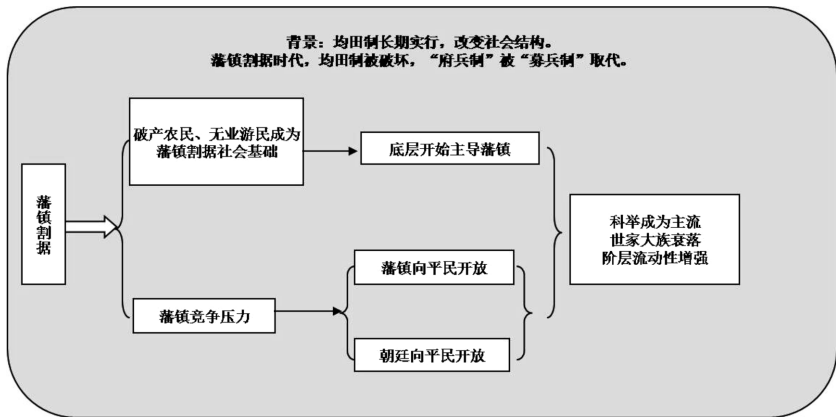 背景：均田制长期实行，改变社会结构。
藩镇割据时代，均田制被破坏，“府兵制”被“募兵制”取代。
藩镇割据
破产农民、无业游民成为
藩镇割据社会基础
底层开始主导藩镇
藩镇竞争压力
藩镇向平民开放
朝廷向平民开放
科举成为主流
世家大族衰落
阶层流动性增强